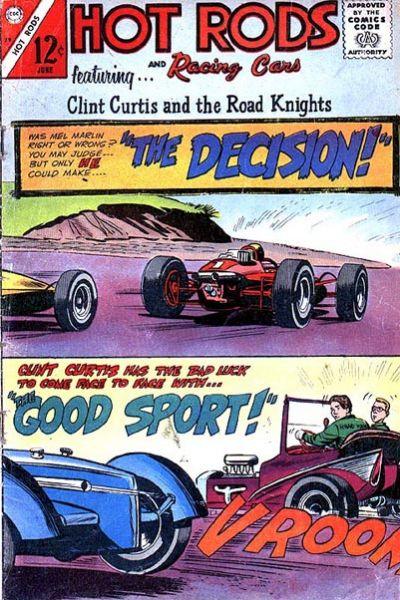 CDC
HOT RODS
12¢
JUNE
HOT RODS
AND Racing Cars
featuring...
Clint Curtis and the Road Knights
APPROVED
BY THE
COMICS
CODE
AUTHORITY
WAS MEL MARLIN
RIGHT OR WRONG?
YOU MAY JUDGE...
BUT ONLY HE
COULD MAKE....
"THE DECISION!"
CLINT CURTIS HAS THE BAD LUCK
TO COME FACE TO FACE WITH...
"THE
GOOD SPORT!"
ROAD
VROOM